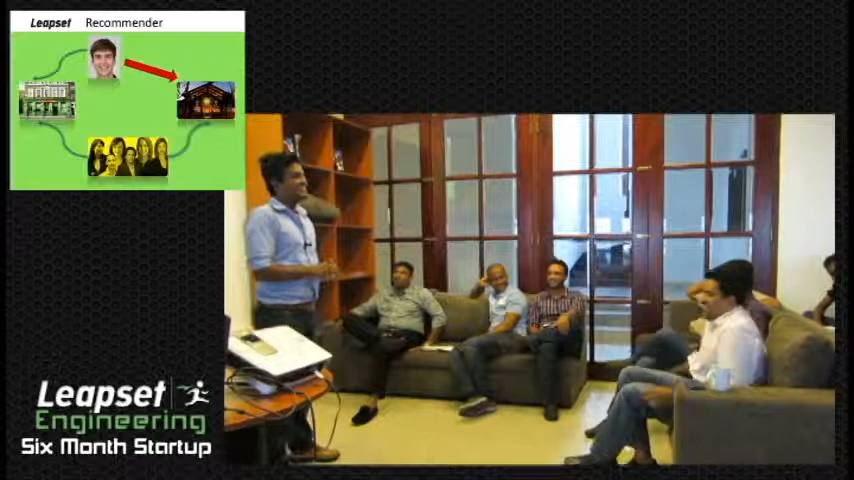 Leapset Recommender
Leapset
Engineering
Six Month Startup